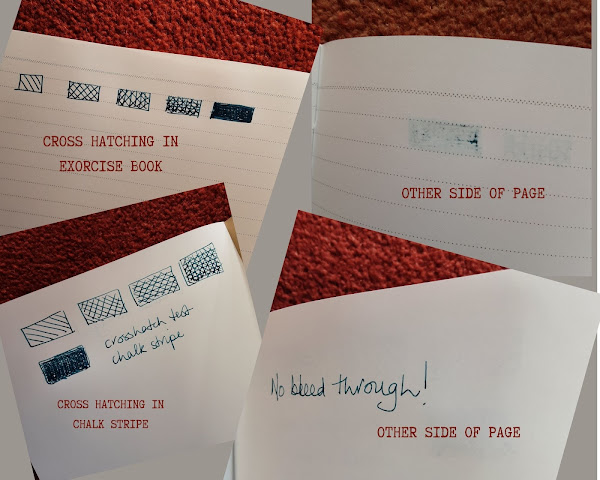 CROSS HATCHING IN
EXORCISE BOOK
OTHER SIDE OF PAGE
crosshatch test
chalk stripe
CROSS HATCHING IN
CHALK STRIPE
No bleed through!
OTHER SIDE OF PAGE